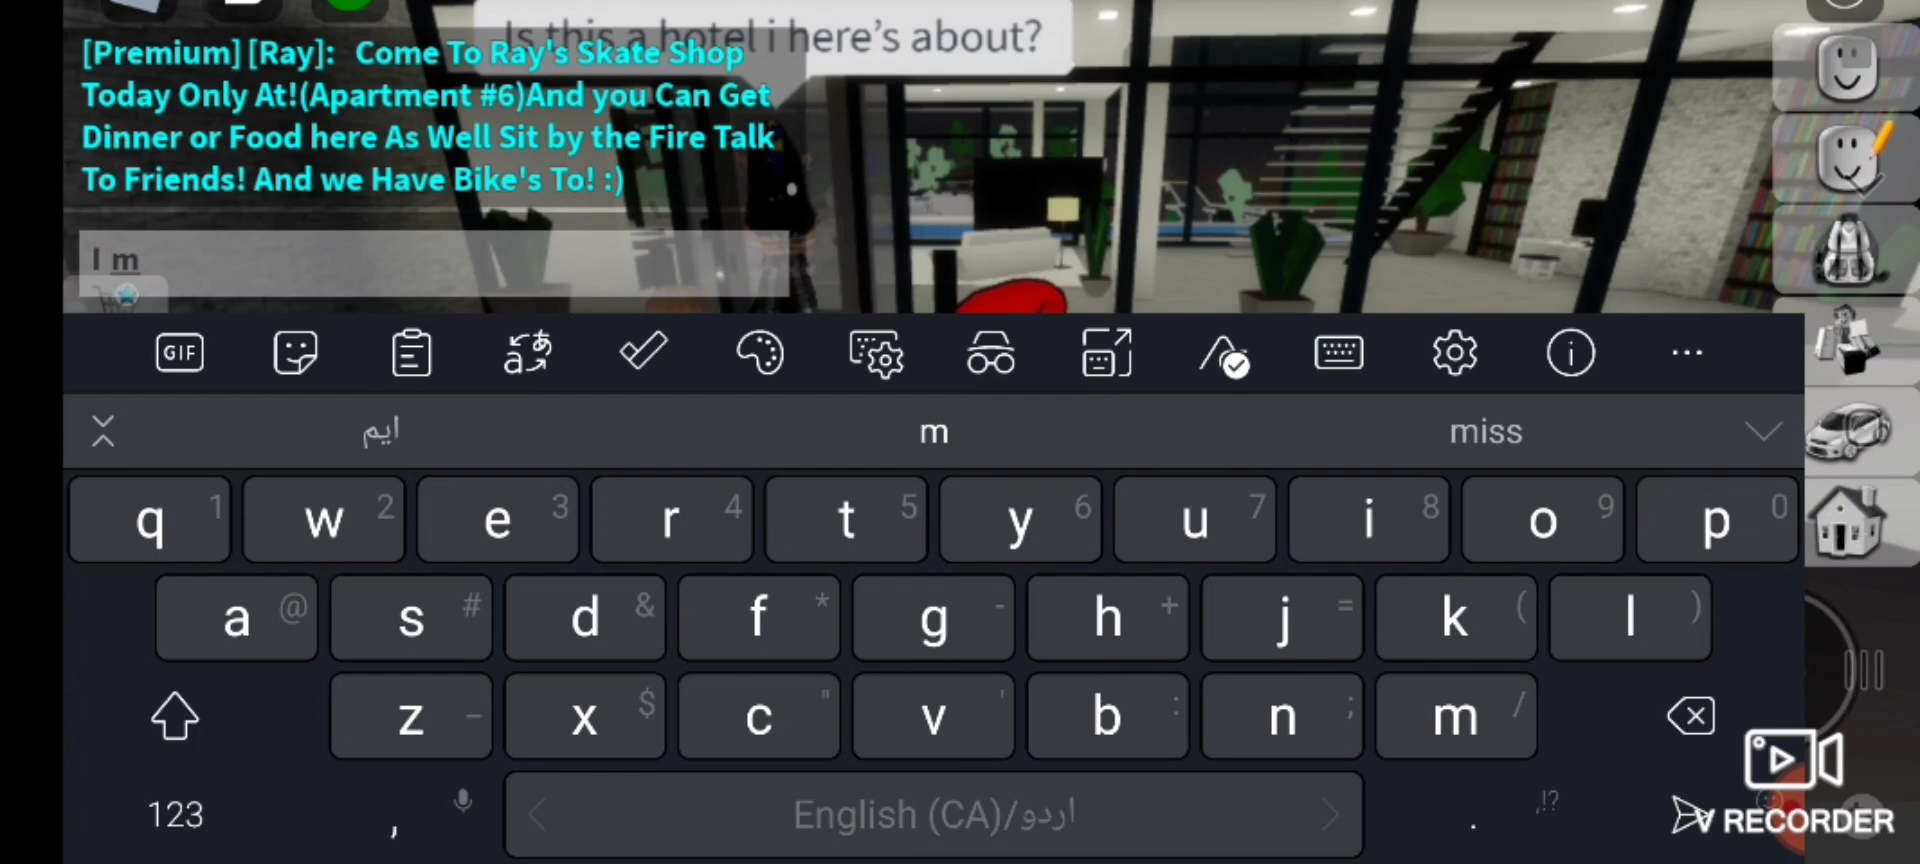 Is this a hotel i here's about?
[Premium] [Ray]: Come To Ray's Skate Shop
Today Only At!(Apartment #6)And you Can Get
Dinner or Food here As Well Sit by the Fire Talk
To Friends! And we Have Bike's To! :)
I m
GIF
ایم m miss
q 1 w 2 e 3 r 4 t 5 y 6 u 7 i 8 o 9 p 0
a @ s # d & f * g - h + j = k ( l )
z _ x $ c " v ' b : n ; m /
123 , English (CA)/اردو . ,!?
V RECORDER